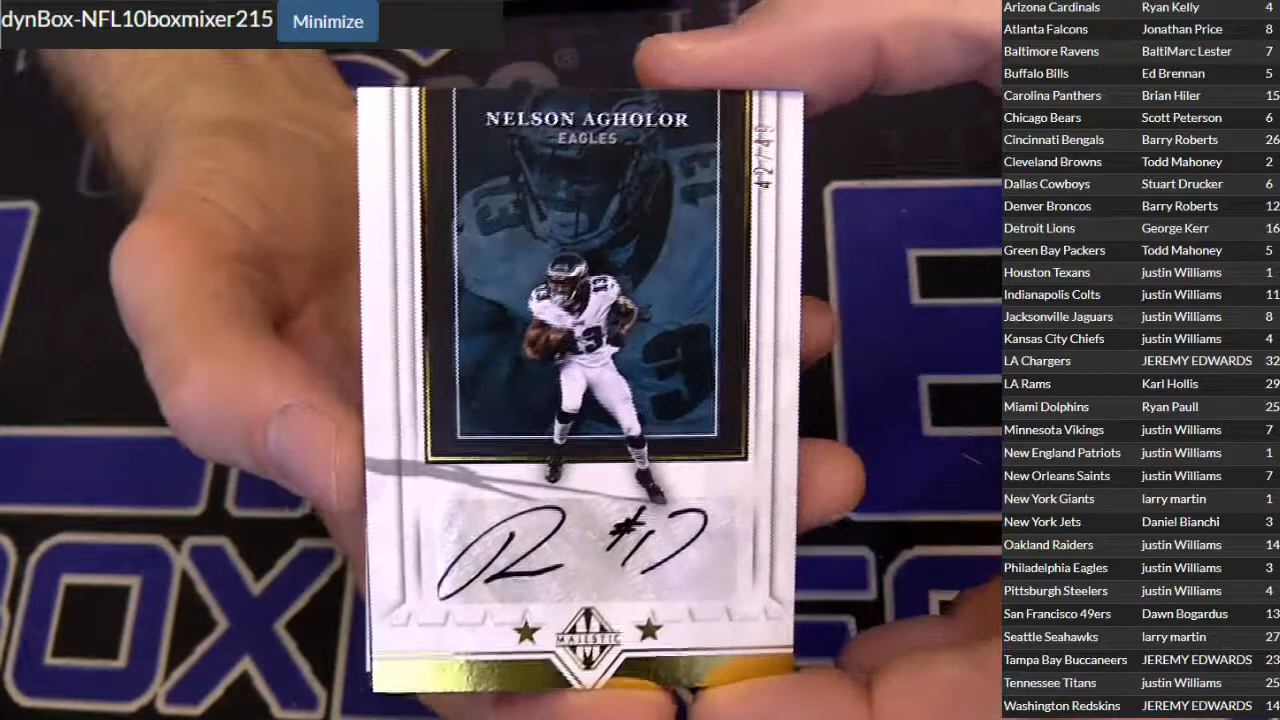 dynBox-NFL10boxmixer215 Minimize
NELSON AGHOLOR
EAGLES
13
#13
MAJESTIC
BOX
Arizona Cardinals Ryan Kelly 4
Atlanta Falcons Jonathan Price 8
Baltimore Ravens BaltiMarc Lester 7
Buffalo Bills Ed Brennan 5
Carolina Panthers Brian Hiler 15
Chicago Bears Scott Peterson 6
Cincinnati Bengals Barry Roberts 26
Cleveland Browns Todd Mahoney 2
Dallas Cowboys Stuart Drucker 6
Denver Broncos Barry Roberts 12
Detroit Lions George Kerr 16
Green Bay Packers Todd Mahoney 5
Houston Texans justin Williams 1
Indianapolis Colts justin Williams 11
Jacksonville Jaguars justin Williams 8
Kansas City Chiefs justin Williams 4
LA Chargers JEREMY EDWARDS 32
LA Rams Karl Hollis 29
Miami Dolphins Ryan Paull 25
Minnesota Vikings justin Williams 7
New England Patriots justin Williams 1
New Orleans Saints justin Williams 7
New York Giants larry martin 1
New York Jets Daniel Bianchi 3
Oakland Raiders justin Williams 14
Philadelphia Eagles justin Williams 3
Pittsburgh Steelers justin Williams 4
San Francisco 49ers Dawn Bogardus 13
Seattle Seahawks larry martin 27
Tampa Bay Buccaneers JEREMY EDWARDS 23
Tennessee Titans justin Williams 25
Washington Redskins JEREMY EDWARDS 14